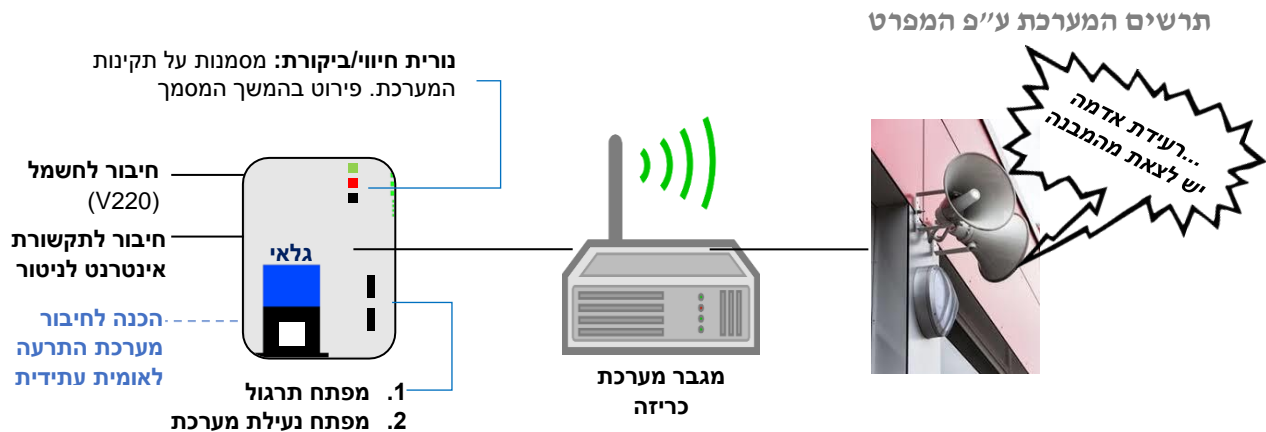 תרשים המערכת ע״פ המפרט
נורית חיווי/ביקורת: מסמנות על תקינות
המערכת. פירוט בהמשך המסמך
רעידת אדמה...
יש לצאת מהמבנה
חיבור לחשמל
(V220)
חיבור לתקשורת
אינטרנט לניטור
הכנה לחיבור
מערכת התרעה
לאומית עתידית
גלאי
1. מפתח תרגול
2. מפתח נעילת מערכת
מגבר מערכת
כריזה